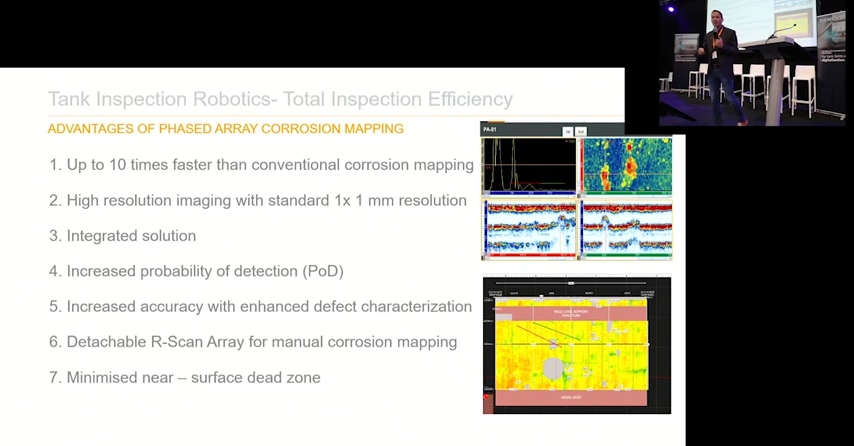 Tank Inspection Robotics- Total Inspection Efficiency
ADVANTAGES OF PHASED ARRAY CORROSION MAPPING
1. Up to 10 times faster than conventional corrosion mapping
2. High resolution imaging with standard 1x 1 mm resolution
3. Integrated solution
4. Increased probability of detection (PoD)
5. Increased accuracy with enhanced defect characterization
6. Detachable R-Scan Array for manual corrosion mapping
7. Minimised near – surface dead zone